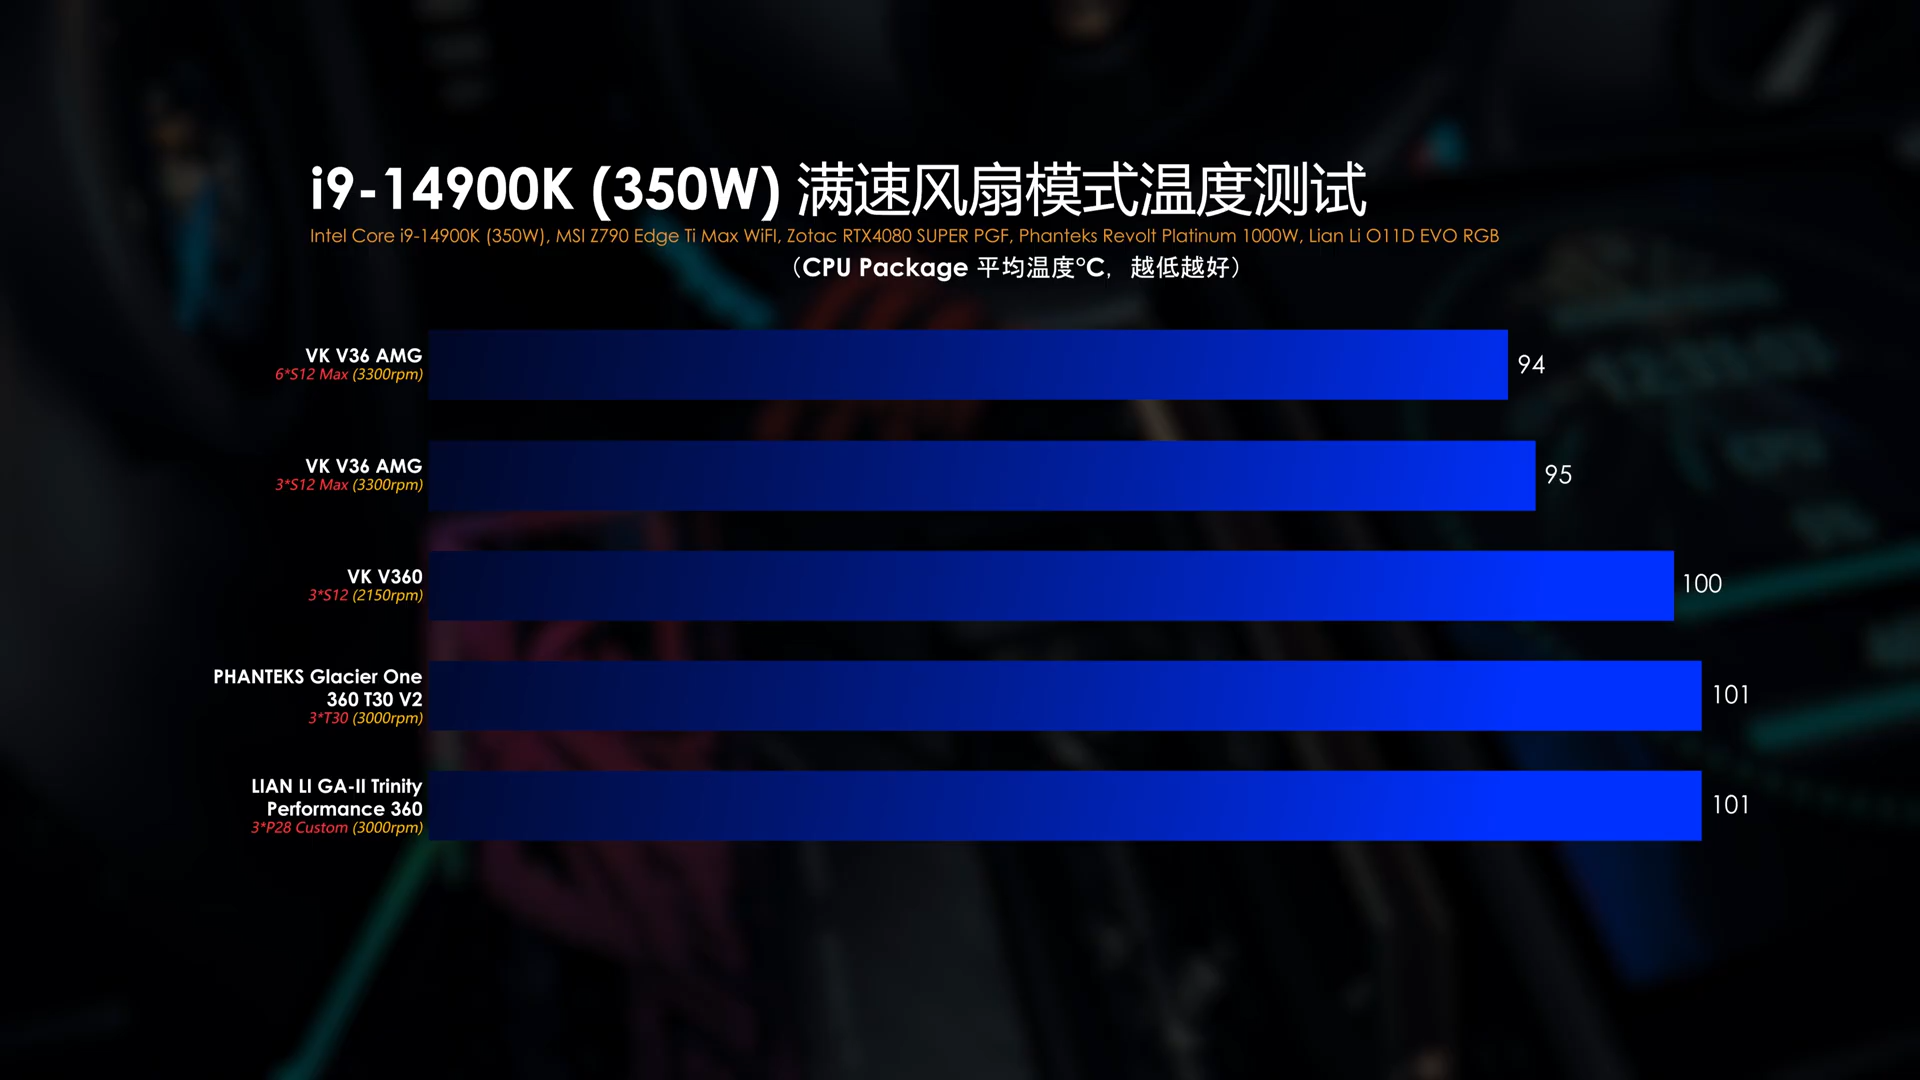 i9-14900K (350W) 满速风扇模式温度测试
Intel Core i9-14900K (350W), MSI Z790 Edge Ti Max WiFI, Zotac RTX4080 SUPER PGF, Phanteks Revolt Platinum 1000W, Lian Li O11D EVO RGB
（CPU Package 平均温度°C，越低越好）
VK V36 AMG
6*S12 Max (3300rpm)
94
VK V36 AMG
3*S12 Max (3300rpm)
95
VK V360
3*S12 (2150rpm)
100
PHANTEKS Glacier One
360 T30 V2
3*T30 (3000rpm)
101
LIAN LI GA-II Trinity
Performance 360
3*P28 Custom (3000rpm)
101